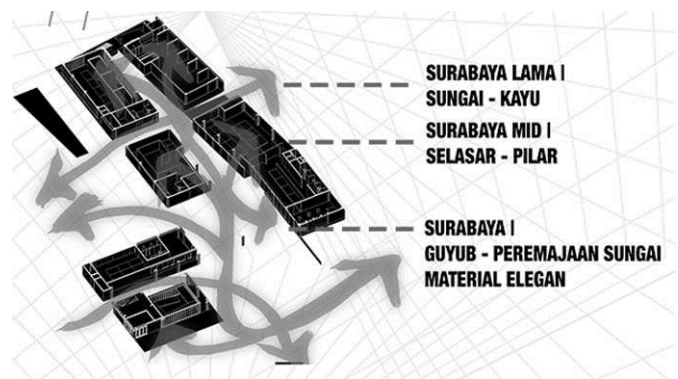 SURABAYA LAMA |
SUNGAI - KAYU
SURABAYA MID |
SELASAR - PILAR
SURABAYA |
GUYUB - PEREMAJAAN SUNGAI
MATERIAL ELEGAN